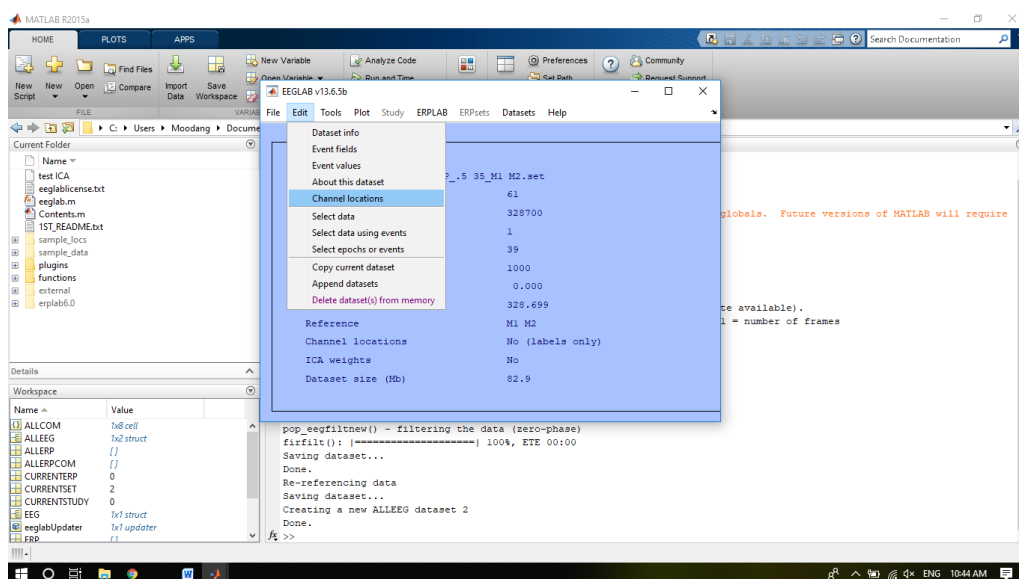 MATLAB R2015a
HOME PLOTS APPS
Search Documentation
New Script
New
Open
Find Files
Compare
Import Data
Save Workspace
New Variable
Open Variable
Analyze Code
Run and Time
Preferences
Set Path
Community
Request Support
FILE
VARIAB
C: Users Moodang Docume
EEGLAB v13.6.5b
File Edit Tools Plot Study ERPLAB ERPsets Datasets Help
Dataset info
Event fields
Event values
About this dataset
Channel locations
Select data
Select data using events
Select epochs or events
Copy current dataset
Append datasets
Delete dataset(s) from memory
_.5 35_M1 M2.set
61
328700
1
39
1000
0.000
328.699
Reference M1 M2
Channel locations No (labels only)
ICA weights No
Dataset size (Mb) 82.9
Current Folder
Name
test ICA
eeglablicense.txt
eeglab.m
Contents.m
1ST_README.txt
sample_locs
sample_data
plugins
functions
external
erplab6.0
Details
Workspace
Name Value
ALLCOM 1x8 cell
ALLEEG 1x2 struct
ALLERP []
ALLERPCOM []
CURRENTERP 0
CURRENTSET 2
CURRENTSTUDY 0
EEG 1x1 struct
eeglabUpdater 1x1 updater
ERP []
globals. Future versions of MATLAB will require
te available).
l = number of frames
pop_eegfiltnew() - filtering the data (zero-phase)
firfilt(): |====================| 100%, ETE 00:00
Saving dataset...
Done.
Re-referencing data
Saving dataset...
Creating a new ALLEEG dataset 2
Done.
fx >>
ENG 10:44 AM